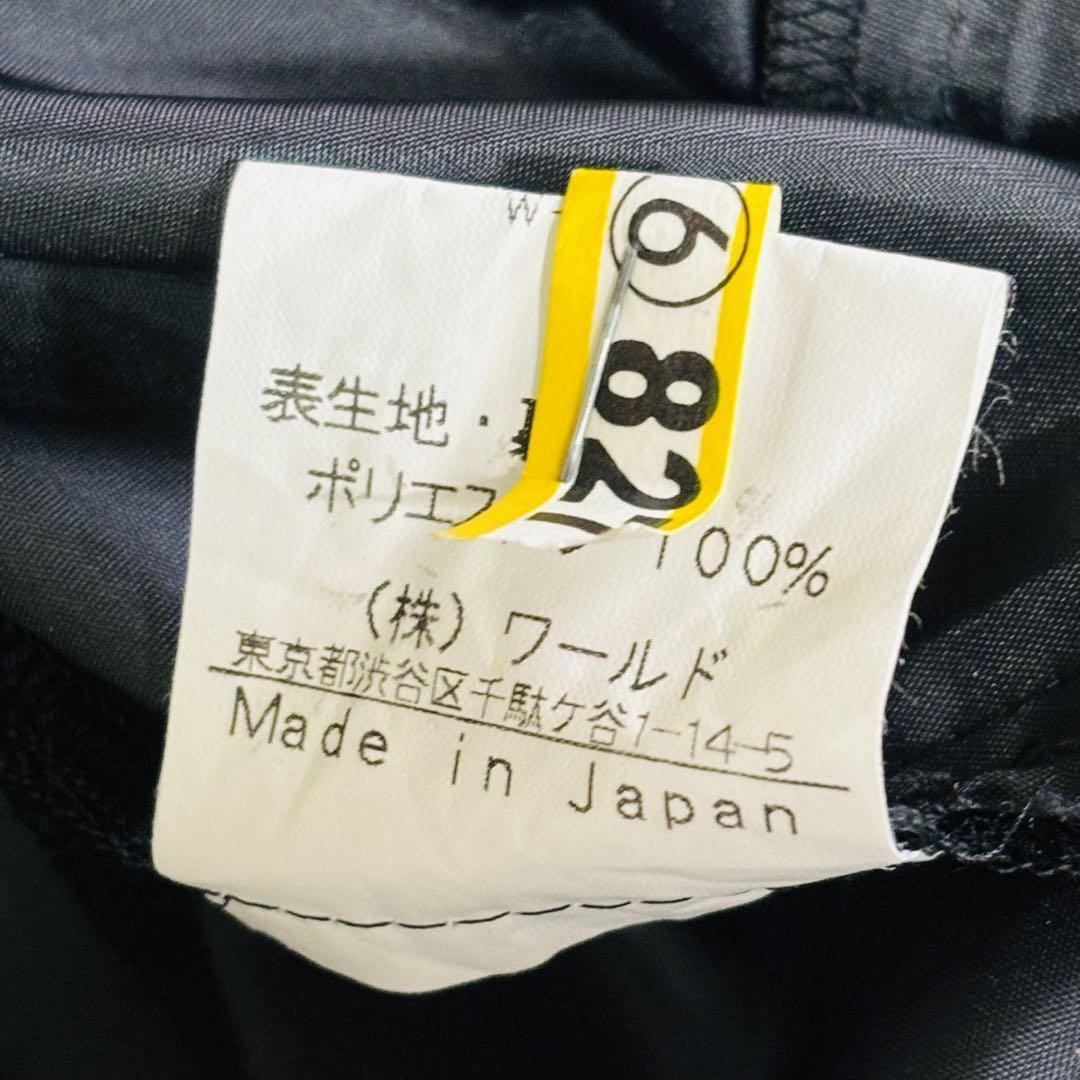 W-
⑥ 82
表生地・
ポリエス 100%
(株)ワールド
東京都渋谷区千駄ケ谷1-14-5
Made in Japan